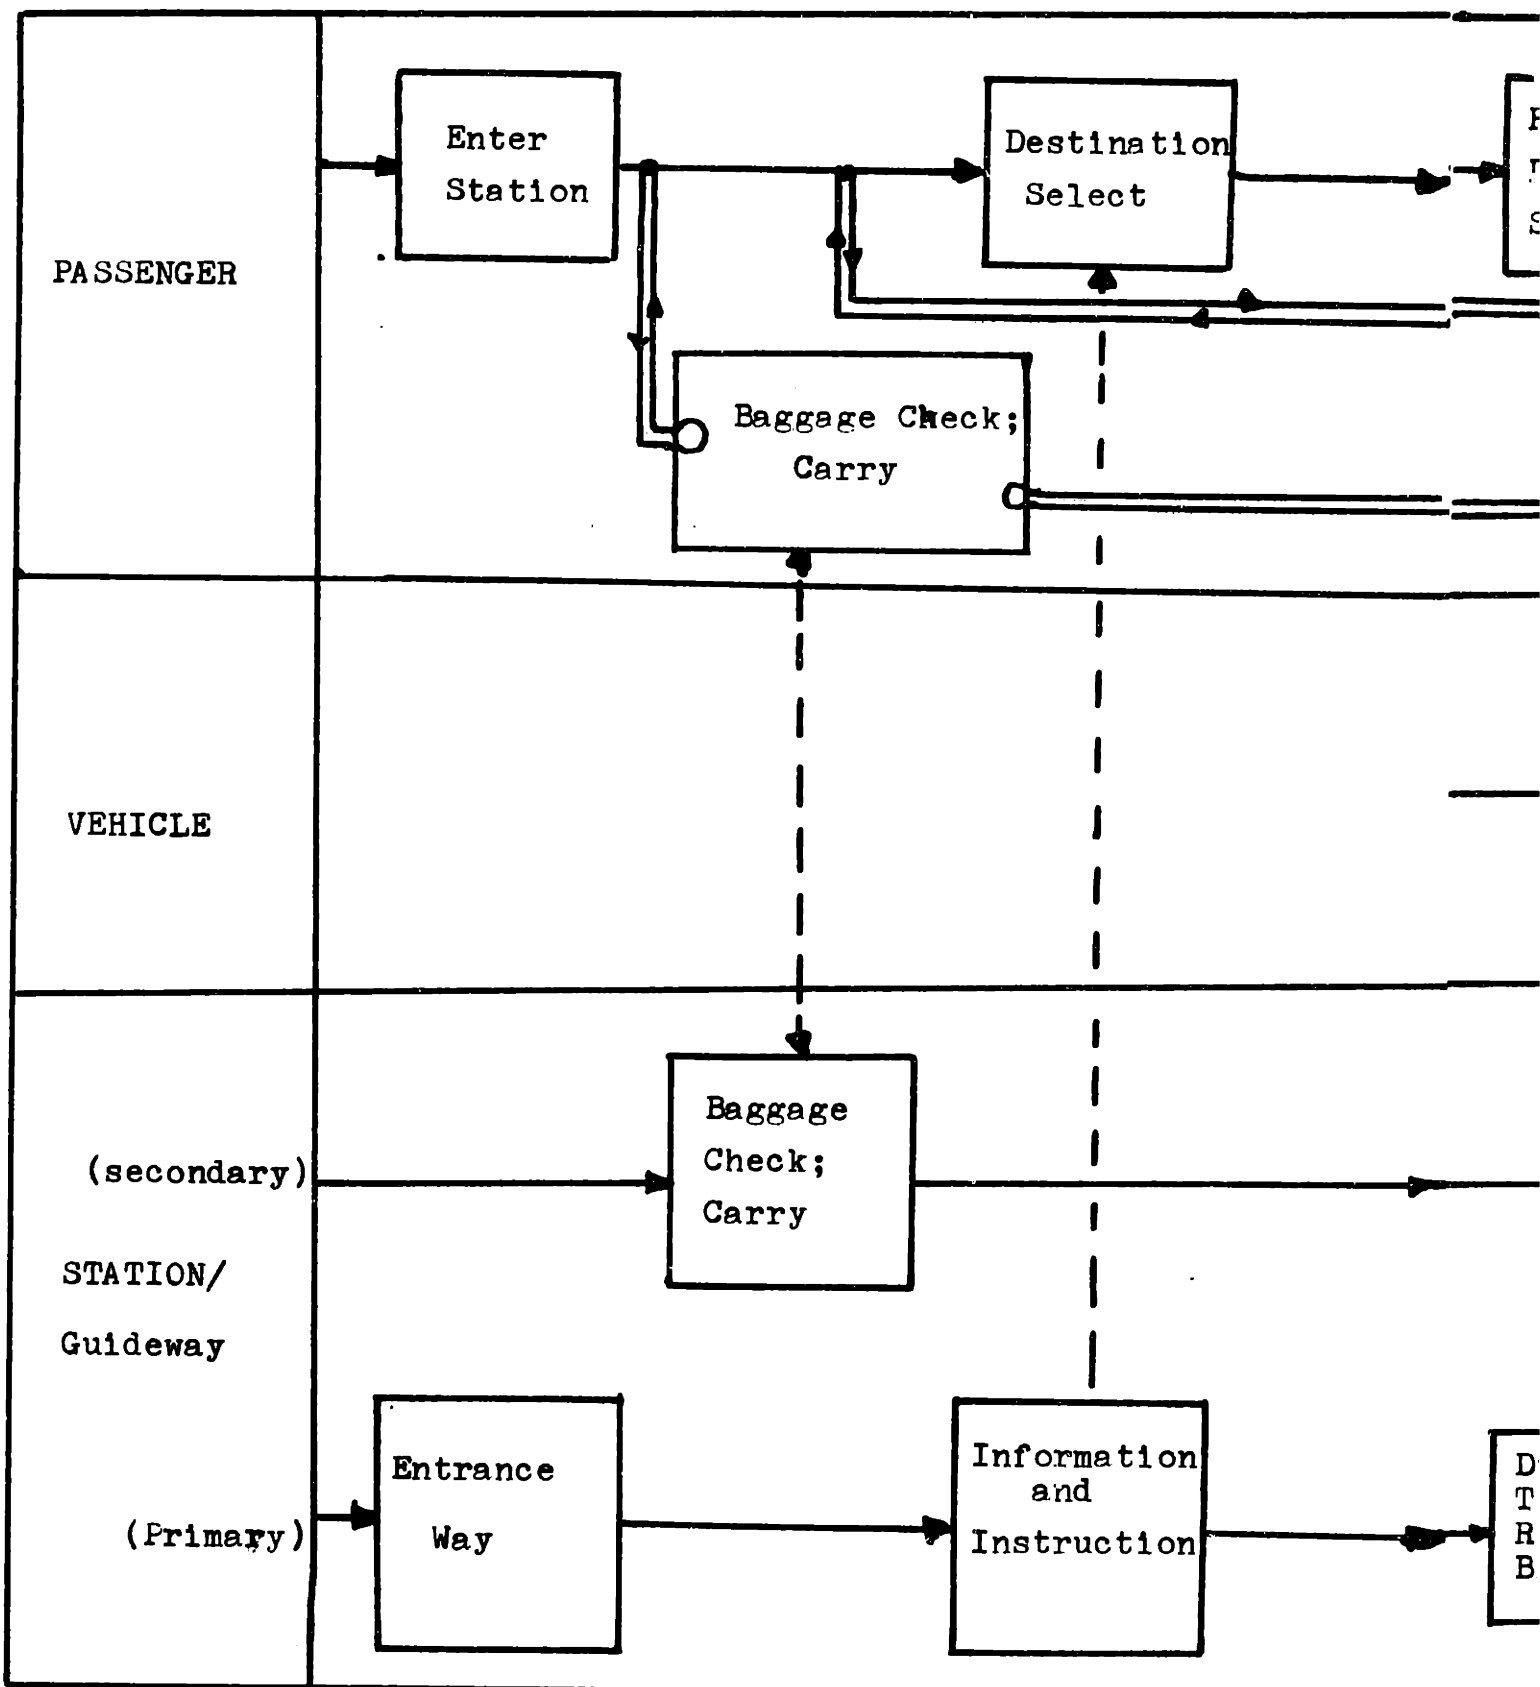 PASSENGER
Enter
Station
Destination
Select
Baggage Check;
Carry
VEHICLE
(secondary)
STATION/
Guideway
(Primary)
Baggage
Check;
Carry
Entrance
Way
Information
and
Instruction
D
T
R
B